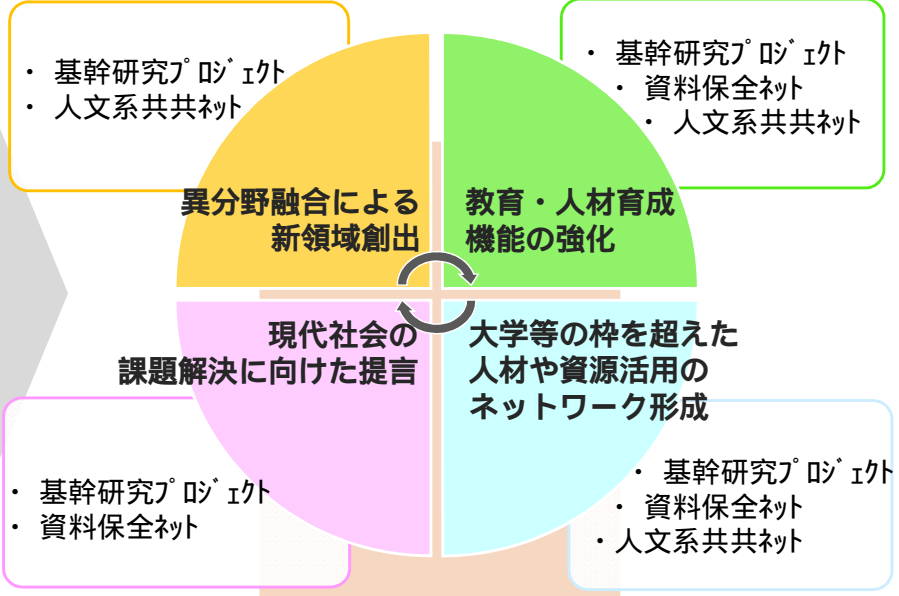 ・ 基幹研究ﾌﾟﾛｼﾞｪｸﾄ
・ 人文系共共ﾈｯﾄ
・ 基幹研究ﾌﾟﾛｼﾞｪｸﾄ
・ 資料保全ﾈｯﾄ
・ 人文系共共ﾈｯﾄ
異分野融合による
新領域創出
教育・人材育成
機能の強化
現代社会の
課題解決に向けた提言
大学等の枠を超えた
人材や資源活用の
ネットワーク形成
・ 基幹研究ﾌﾟﾛｼﾞｪｸﾄ
・ 資料保全ﾈｯﾄ
・ 基幹研究ﾌﾟﾛｼﾞｪｸﾄ
・ 資料保全ﾈｯﾄ
・人文系共共ﾈｯﾄ